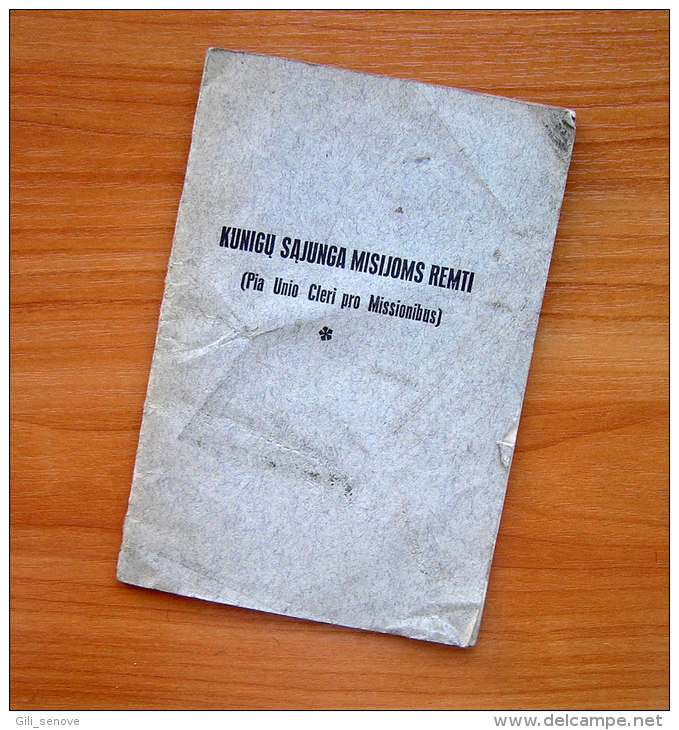 KUNIGŲ SĄJUNGA MISIJOMS REMTI
(Pia Unio Cleri pro Missionibus)
Gili_senove
www.delcampe.net